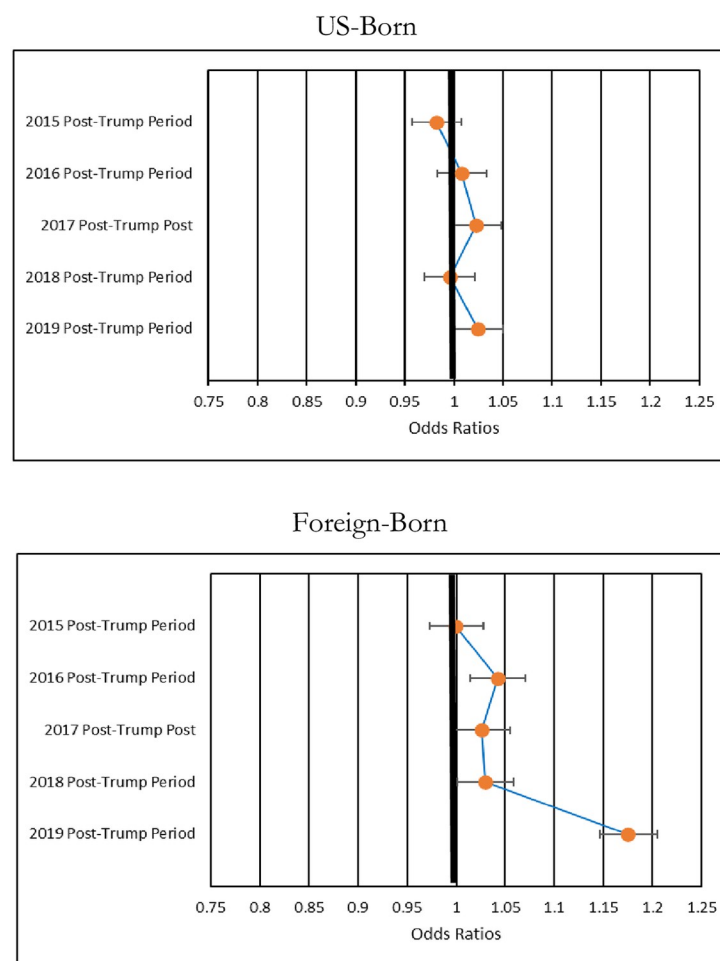 US-Born
2015 Post-Trump Period
2016 Post-Trump Period
2017 Post-Trump Post
2018 Post-Trump Period
2019 Post-Trump Period
0.75 0.8 0.85 0.9 0.95 1 1.05 1.1 1.15 1.2 1.25
Odds Ratios
Foreign-Born
2015 Post-Trump Period
2016 Post-Trump Period
2017 Post-Trump Post
2018 Post-Trump Period
2019 Post-Trump Period
0.75 0.8 0.85 0.9 0.95 1 1.05 1.1 1.15 1.2 1.25
Odds Ratios